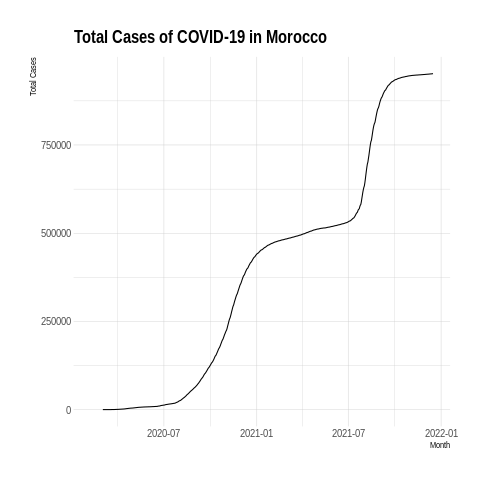 Total Cases of COVID-19 in Morocco
Total Cases
750000
500000
250000
0
2020-07 2021-01 2021-07 2022-01
Month